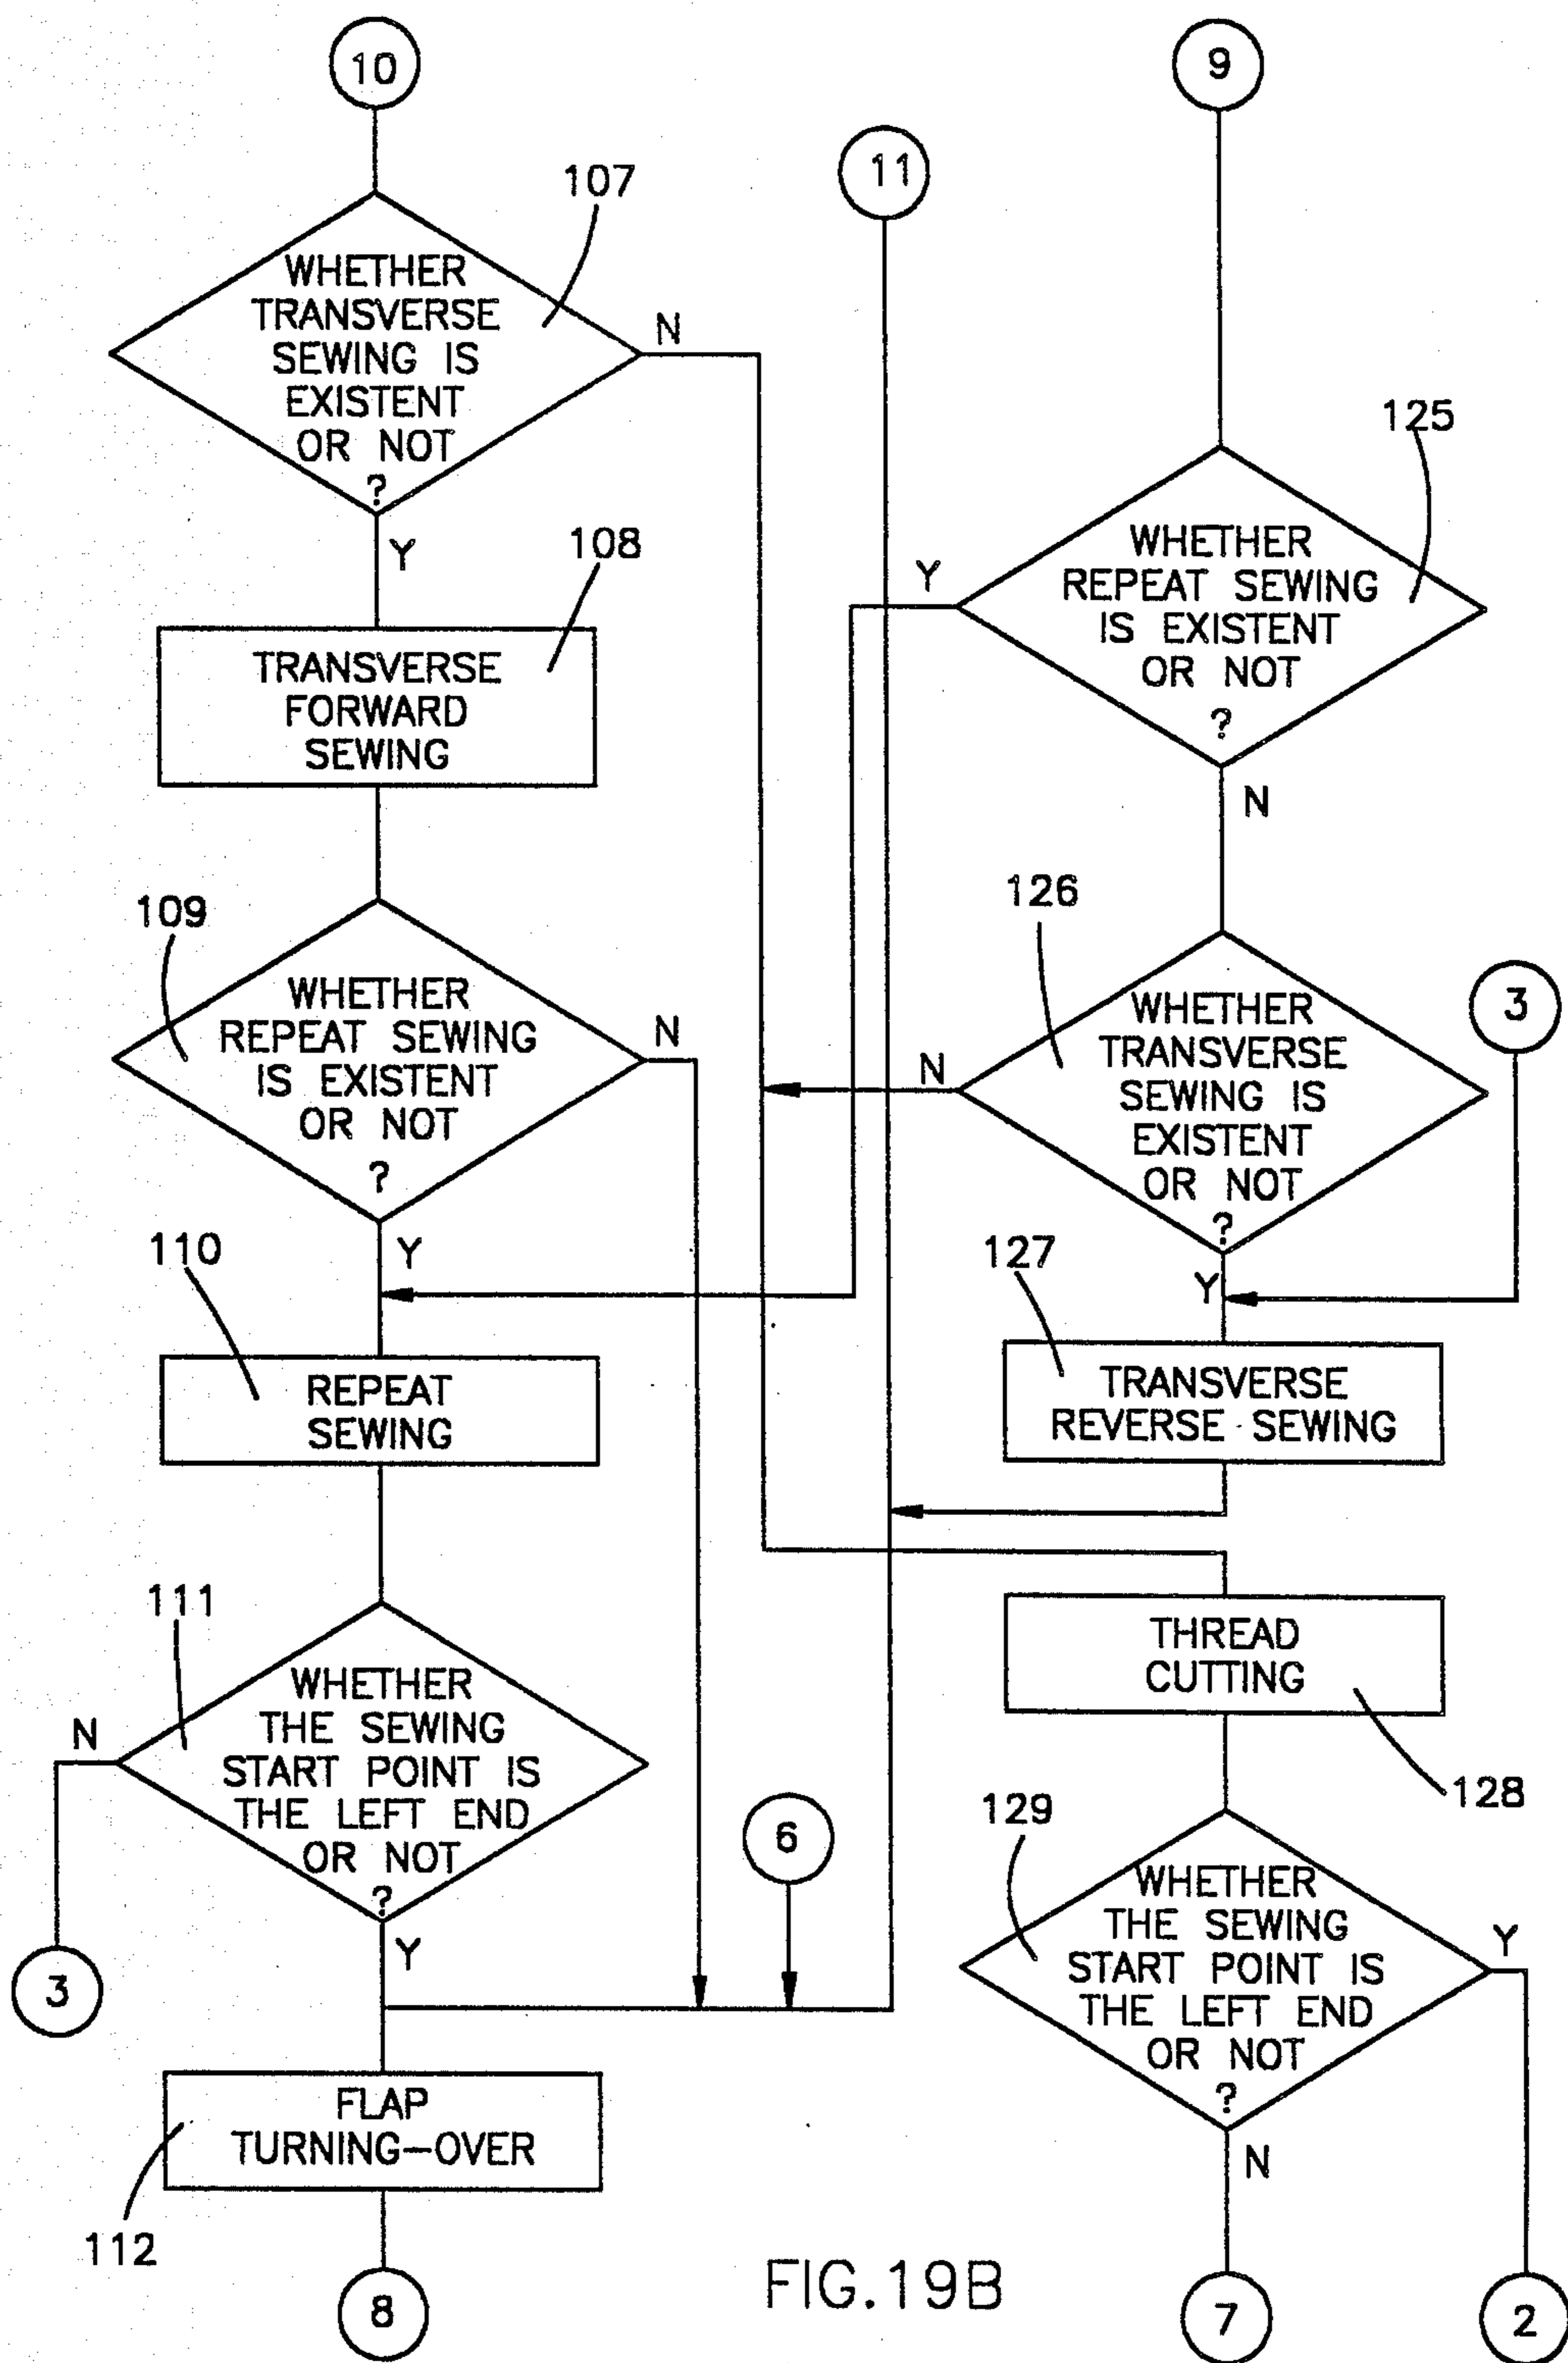 10
107
WHETHER
TRANSVERSE
SEWING IS
EXISTENT
OR NOT
?
N
Y
108
TRANSVERSE
FORWARD
SEWING
109
WHETHER
REPEAT SEWING
IS EXISTENT
OR NOT
?
N
Y
110
REPEAT
SEWING
111
WHETHER
THE SEWING
START POINT IS
THE LEFT END
OR NOT
?
N
Y
3
6
FLAP
TURNING-OVER
112
8
11
9
125
WHETHER
REPEAT SEWING
IS EXISTENT
OR NOT
?
Y
N
126
WHETHER
TRANSVERSE
SEWING IS
EXISTENT
OR NOT
?
N
Y
3
127
TRANSVERSE
REVERSE SEWING
THREAD
CUTTING
128
129
WHETHER
THE SEWING
START POINT IS
THE LEFT END
OR NOT
?
Y
N
7
2
FIG.19B